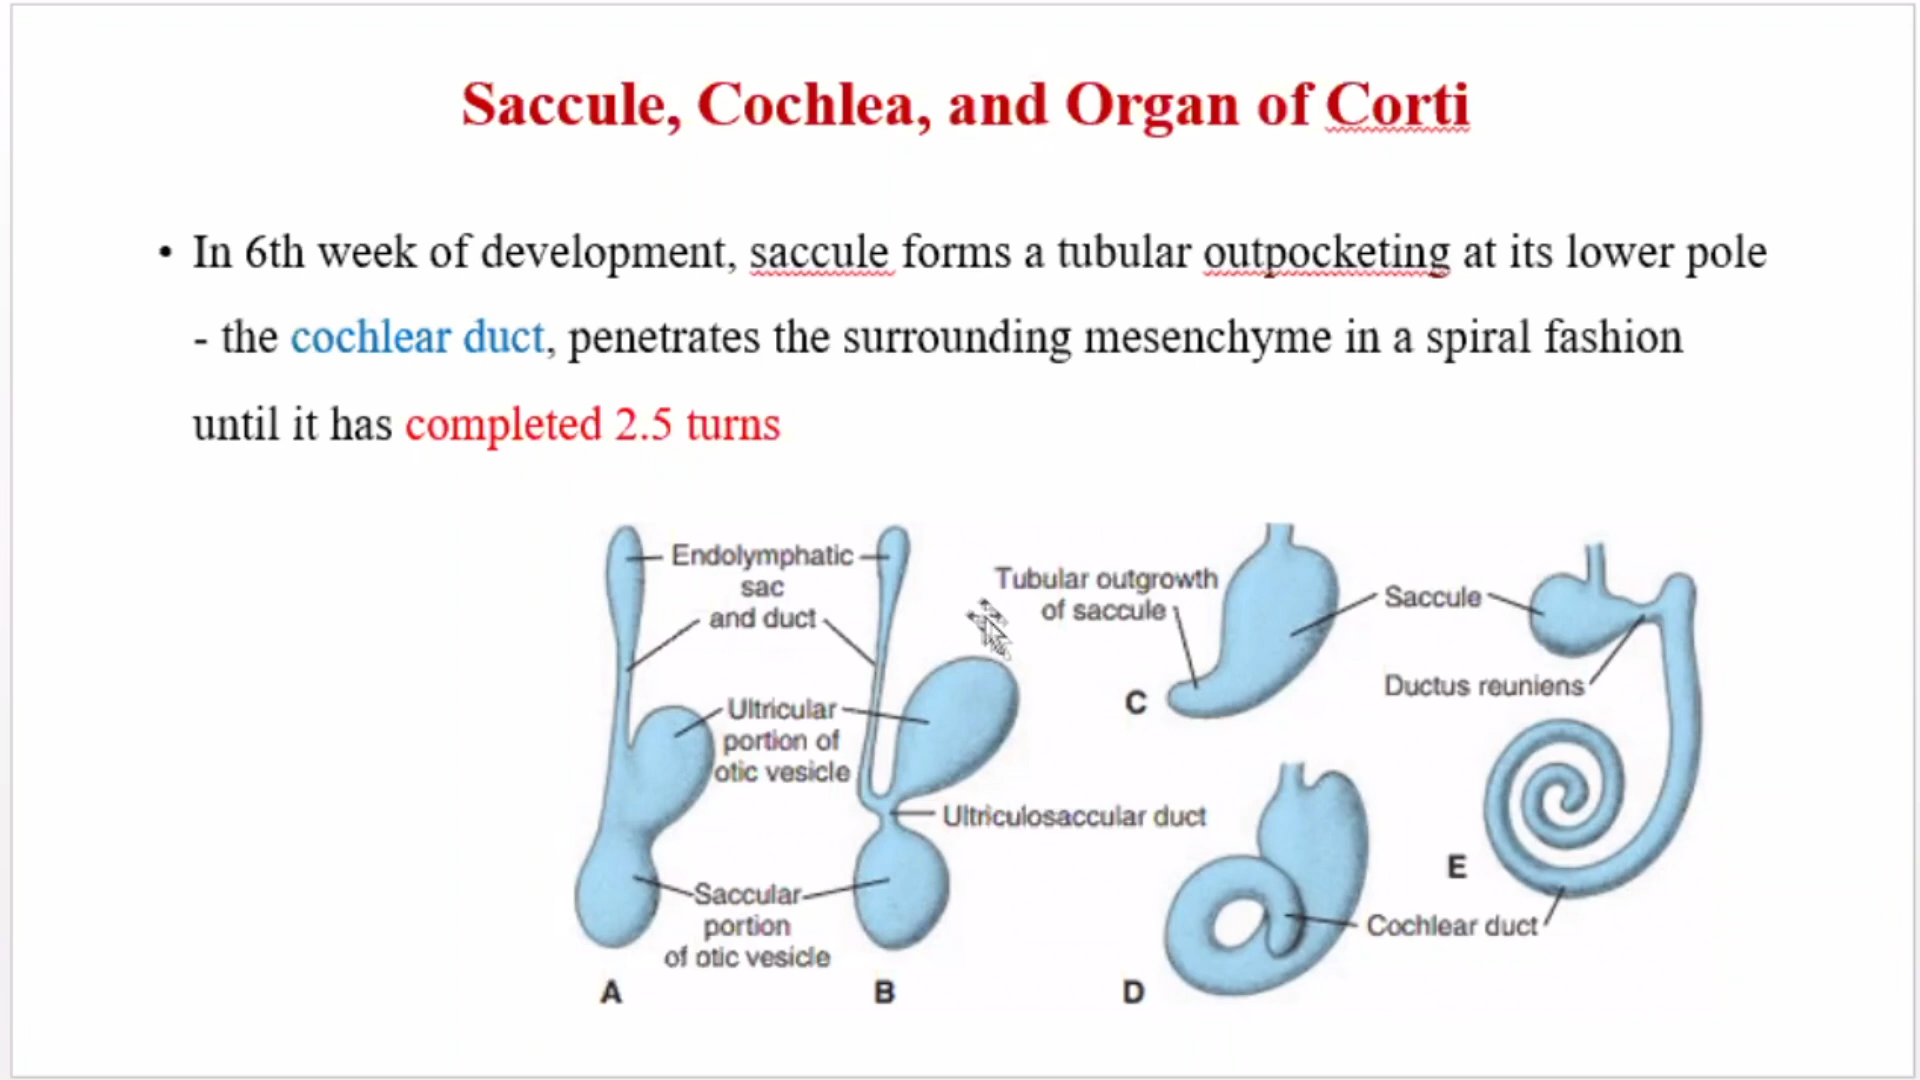 Saccule, Cochlea, and Organ of Corti
• In 6th week of development, saccule forms a tubular outpocketing at its lower pole
- the cochlear duct, penetrates the surrounding mesenchyme in a spiral fashion
until it has completed 2.5 turns
Endolymphatic
sac
and duct
Ultricular
portion of
otic vesicle
Ultriculosaccular duct
Saccular
portion
of otic vesicle
A
B
Tubular outgrowth
of saccule
C
Saccule
Ductus reuniens
D
E
Cochlear duct